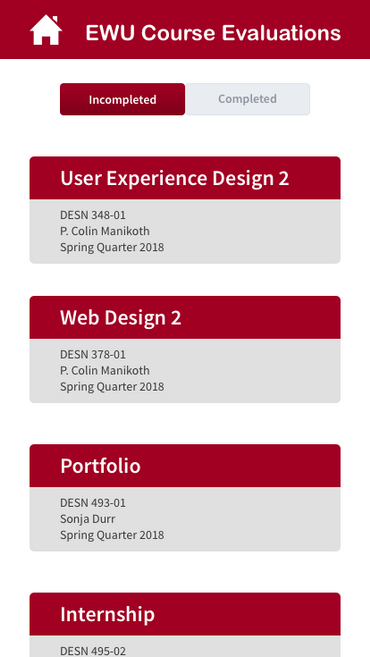 EWU Course Evaluations
Incompleted
Completed
User Experience Design 2
DESN 348-01
P. Colin Manikoth
Spring Quarter 2018
Web Design 2
DESN 378-01
P. Colin Manikoth
Spring Quarter 2018
Portfolio
DESN 493-01
Sonja Durr
Spring Quarter 2018
Internship
DESN 495-02